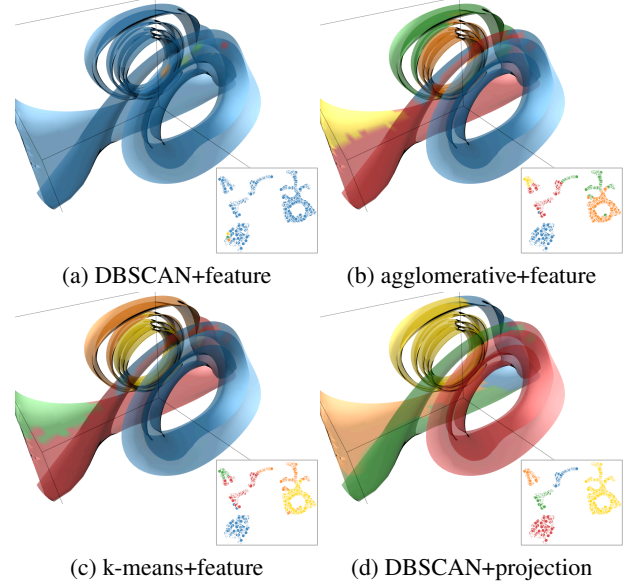 (a) DBSCAN+feature
(b) agglomerative+feature
(c) k-means+feature
(d) DBSCAN+projection